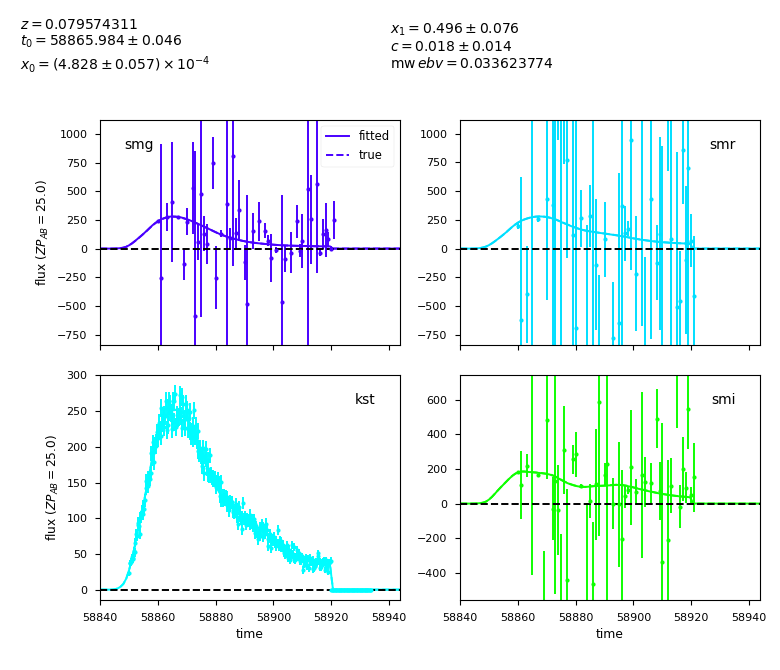 z = 0.079574311
t₀ = 58865.984 ± 0.046
x₀ = (4.828 ± 0.057) × 10⁻⁴
x₁ = 0.496 ± 0.076
c = 0.018 ± 0.014
mw ebv = 0.033623774
smg
fitted
true
1000
750
500
250
0
−250
−500
−750
flux (ZP_AB = 25.0)
smr
1000
750
500
250
0
−250
−500
−750
kst
300
250
200
150
100
50
0
flux (ZP_AB = 25.0)
58840 58860 58880 58900 58920 58940
time
smi
600
400
200
0
−200
−400
58840 58860 58880 58900 58920 58940
time